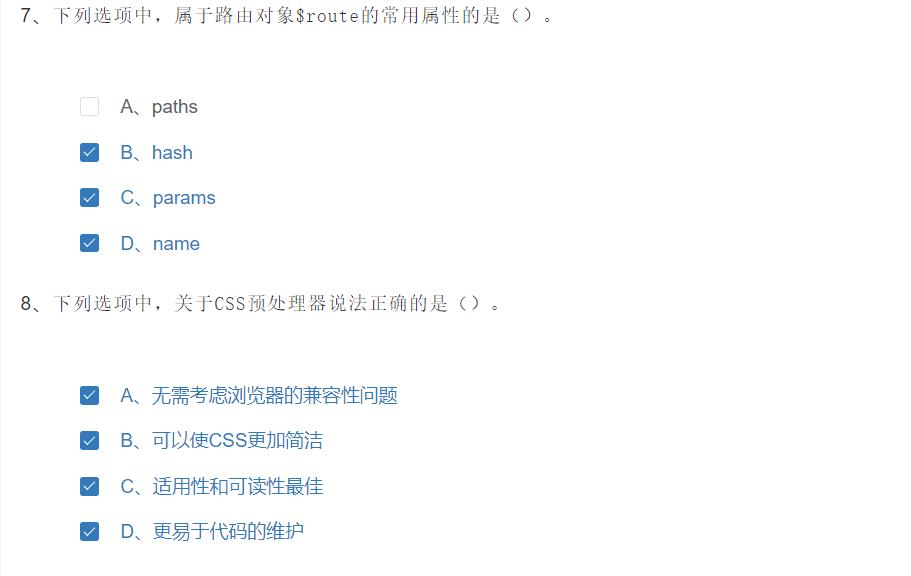 7、下列选项中，属于路由对象$route的常用属性的是（）。
A、paths
B、hash
C、params
D、name
8、下列选项中，关于CSS预处理器说法正确的是（）。
A、无需考虑浏览器的兼容性问题
B、可以使CSS更加简洁
C、适用性和可读性最佳
D、更易于代码的维护